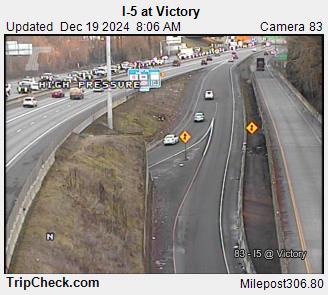 I-5 at Victory
Updated Dec 19 2024 8:06 AM Camera 83
HIGH PRESSURE
N
83 - I5 @ Victory
TripCheck.com Milepost306.80